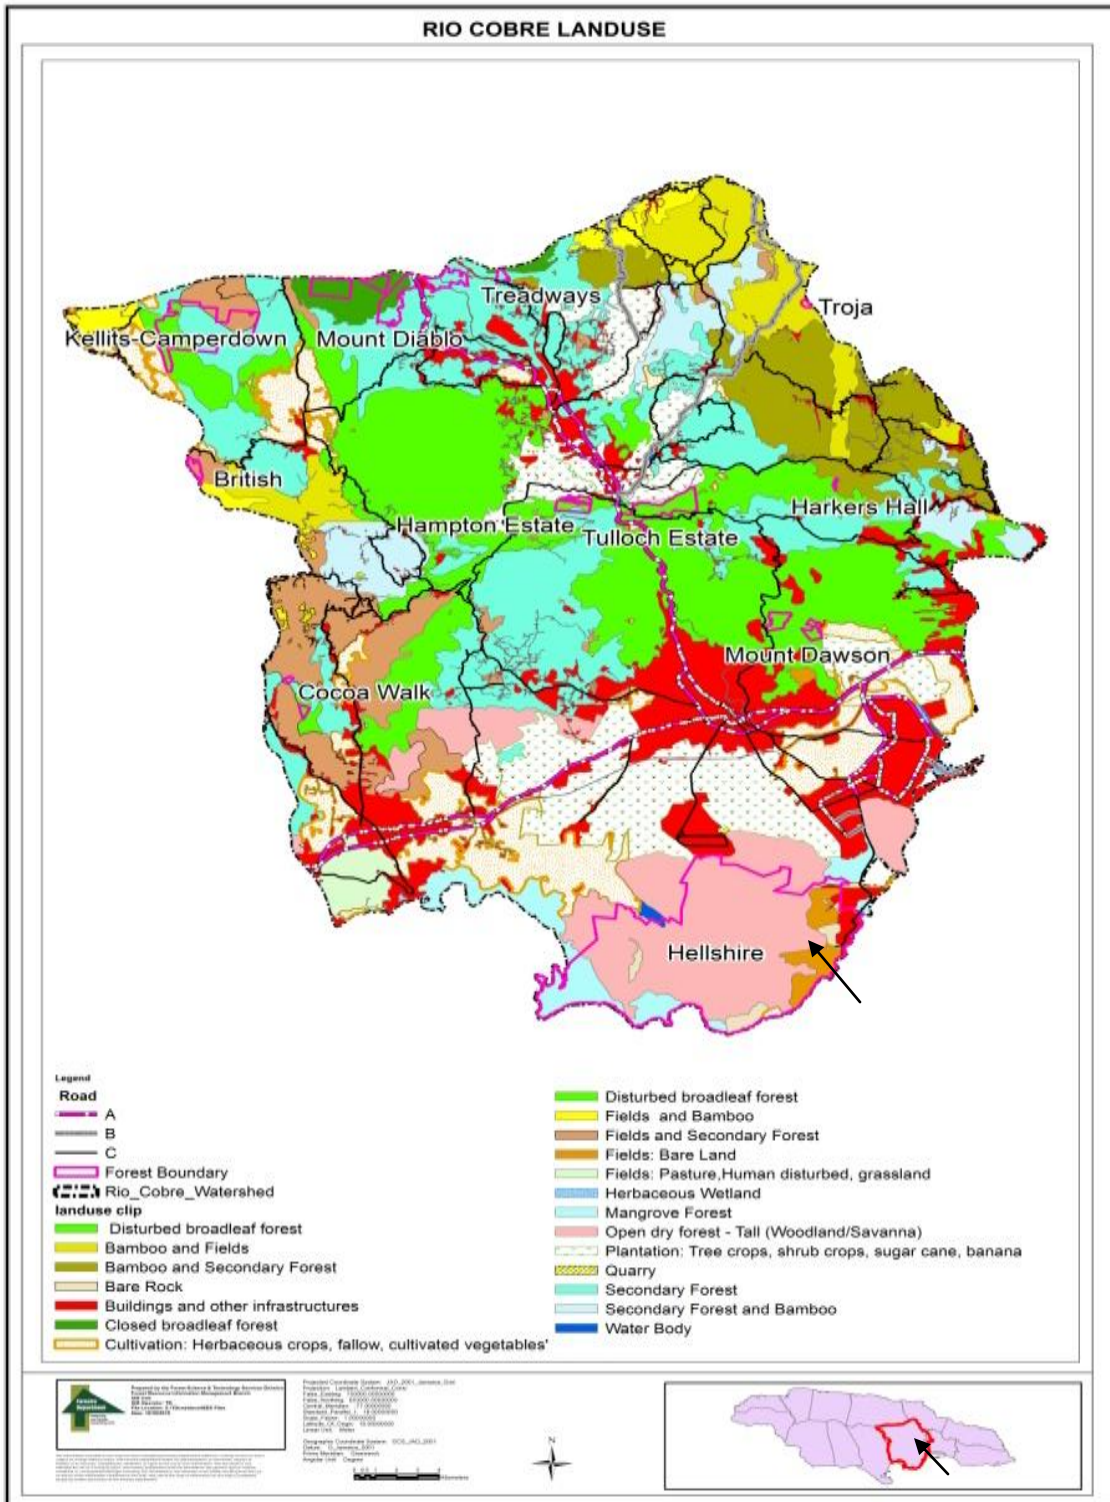 RIO COBRE LANDUSE
Treadways
Troja
Kellits-Camperdown
Mount Diablo
British
Hampton Estate
Tulloch Estate
Harkers Hall
Mount Dawson
Cocoa Walk
Hellshire
Legend
Road
A
B
C
Forest Boundary
Rio_Cobre_Watershed
landuse clip
Disturbed broadleaf forest
Bamboo and Fields
Bamboo and Secondary Forest
Bare Rock
Buildings and other infrastructures
Closed broadleaf forest
Cultivation: Herbaceous crops, fallow, cultivated vegetables'
Disturbed broadleaf forest
Fields and Bamboo
Fields and Secondary Forest
Fields: Bare Land
Fields: Pasture,Human disturbed, grassland
Herbaceous Wetland
Mangrove Forest
Open dry forest - Tall (Woodland/Savanna)
Plantation: Tree crops, shrub crops, sugar cane, banana
Quarry
Secondary Forest
Secondary Forest and Bamboo
Water Body
N
Kilometers